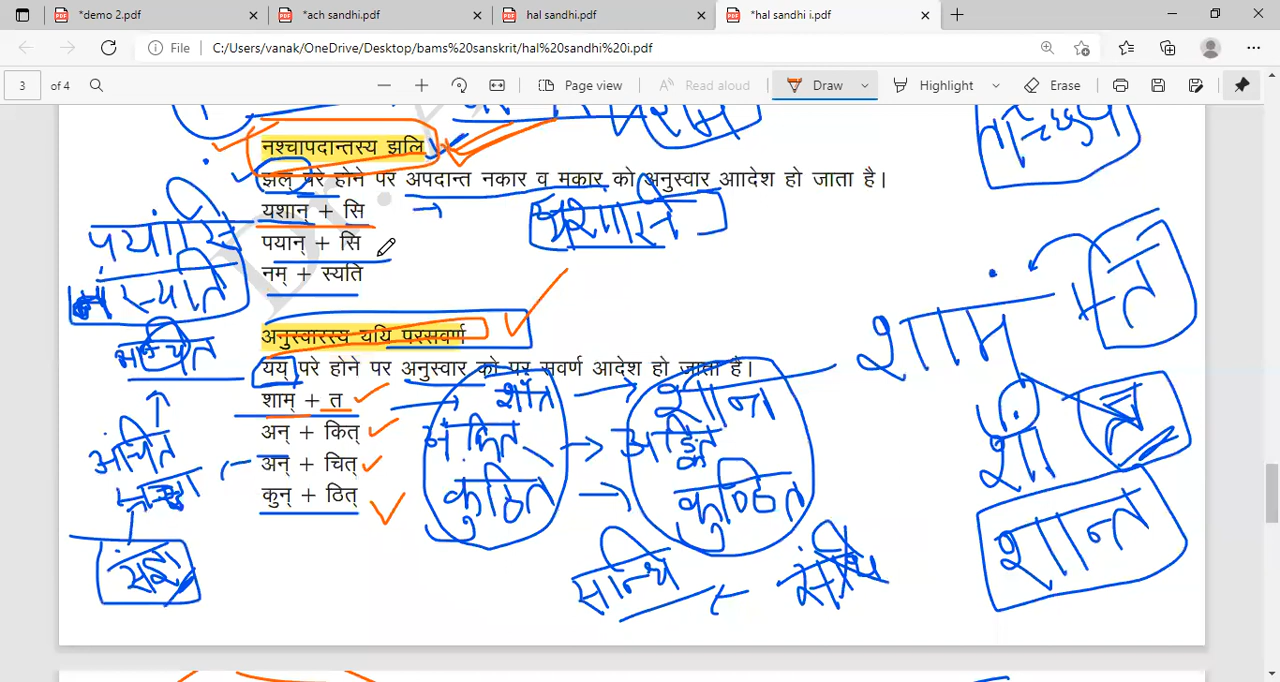 *demo 2.pdf
*ach sandhi.pdf
hal sandhi.pdf
*hal sandhi i.pdf
File
C:/Users/vanak/OneDrive/Desktop/bams%20sanskrit/hal%20sandhi%20i.pdf
3 of 4
Page view
Read aloud
Draw
Highlight
Erase
नश्चापदान्तस्य झलि
झल् परे होने पर अपदान्त नकार व मकार को अनुस्वार आादेश हो जाता है।
यशान् + सि
पयान् + सि
नम् + स्यति
अनुस्वारस्य ययि परसवर्ण
यय् परे होने पर अनुस्वार को पर सवर्ण आदेश हो जाता है।
शाम् + त
शांत
शान्त
अन् + कित्
अंकित
अङ्कित
अन् + चित्
अंचित
कुन् + ठित्
कुंठित
कुण्ठित
शाम् + त
शां
शान्त
सन्धि
संधि